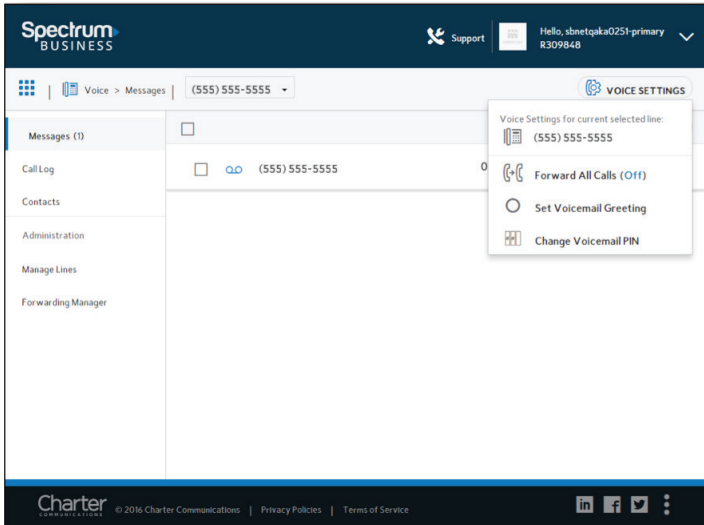 Spectrum
BUSINESS
Support
Hello, sbnetqaka0251-primary
R309848
Voice > Messages
(555) 555-5555
VOICE SETTINGS
Messages (1)
Call Log
Contacts
Administration
Manage Lines
Forwarding Manager
(555) 555-5555
0
Voice Settings for current selected line:
(555) 555-5555
Forward All Calls (Off)
Set Voicemail Greeting
Change Voicemail PIN
Charter
COMMUNICATIONS
© 2016 Charter Communications | Privacy Policies | Terms of Service